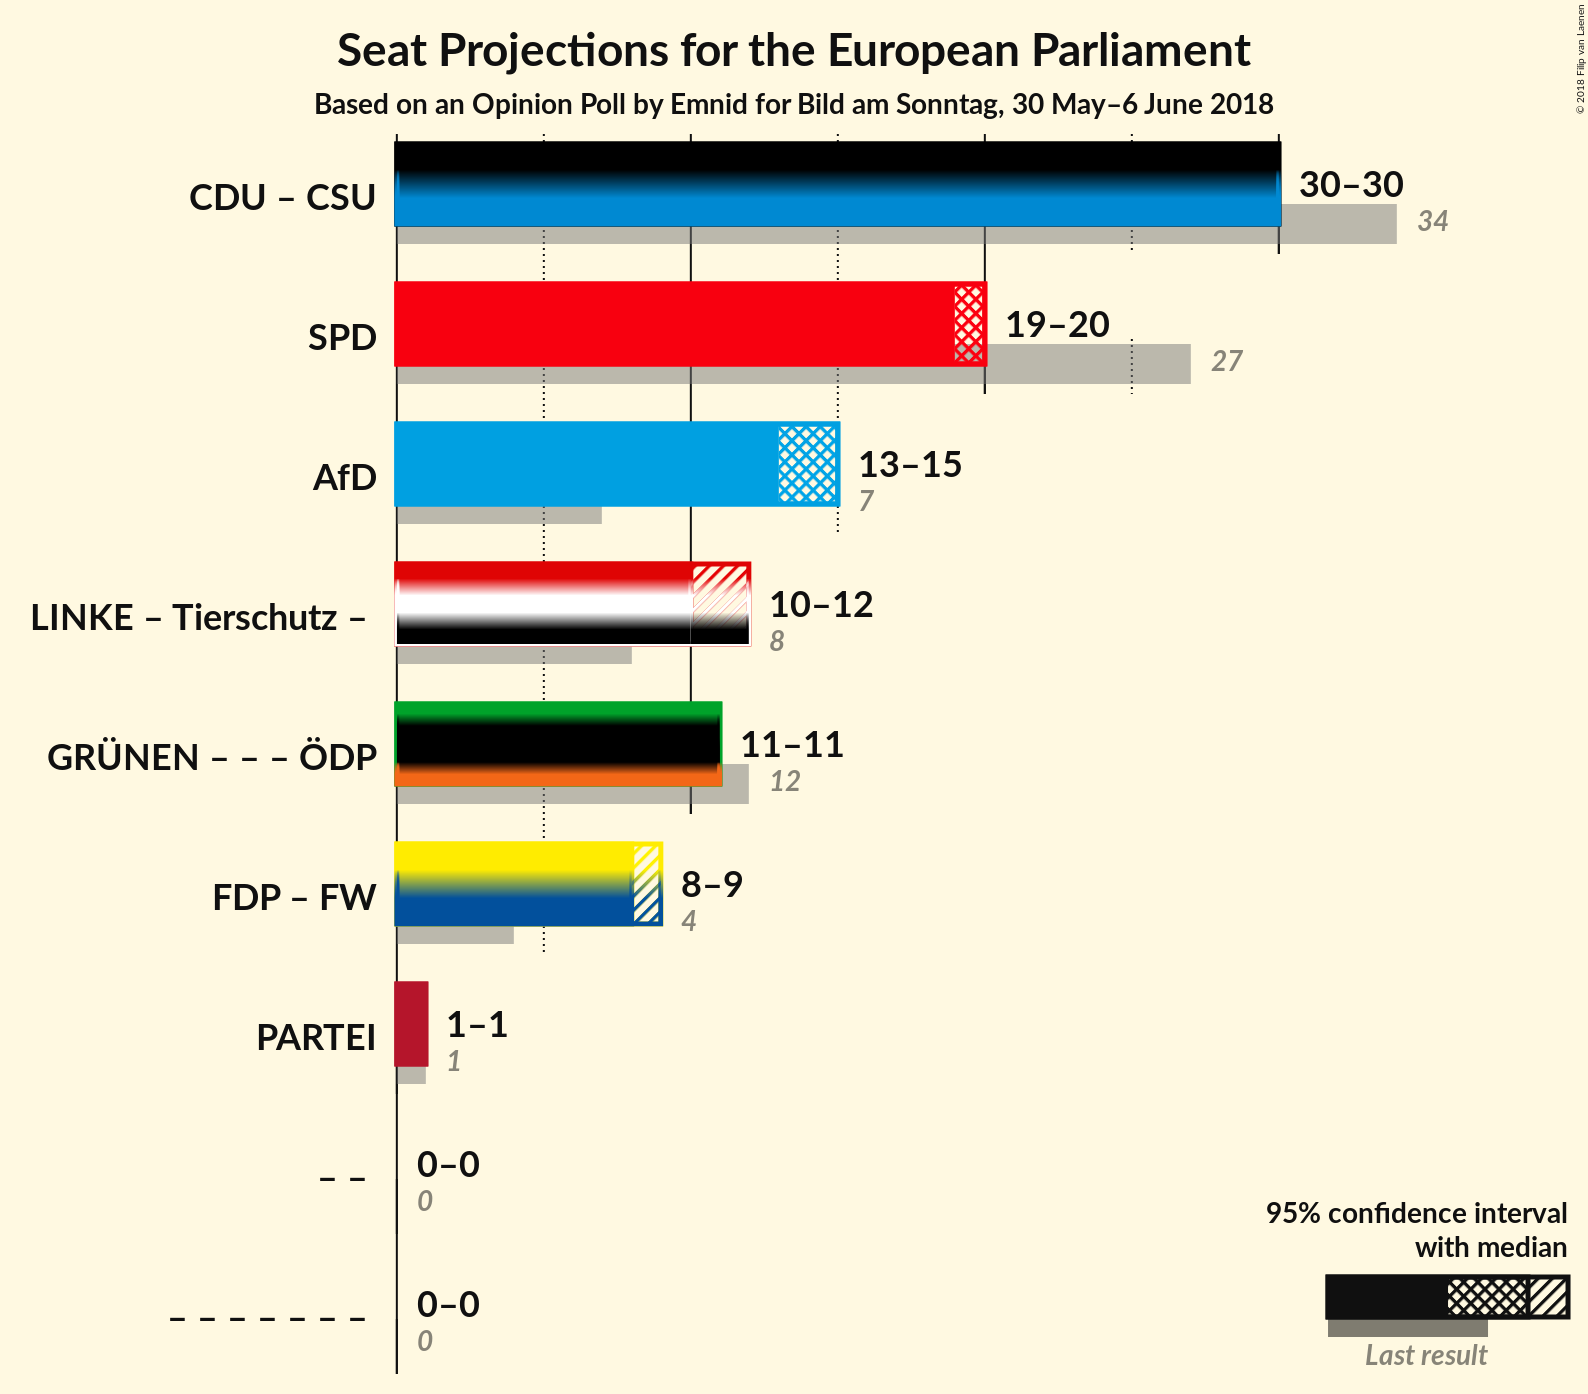 Seat Projections for the European Parliament
Based on an Opinion Poll by Emnid for Bild am Sonntag, 30 May–6 June 2018
© 2018 Filip van Laenen
CDU – CSU
30–30
34
SPD
19–20
27
AfD
13–15
7
LINKE – Tierschutz –
10–12
8
GRÜNEN – – – ÖDP
11–11
12
FDP – FW
8–9
4
PARTEI
1–1
1
– –
0–0
0
– – – – – – –
0–0
0
95% confidence interval
with median
Last result